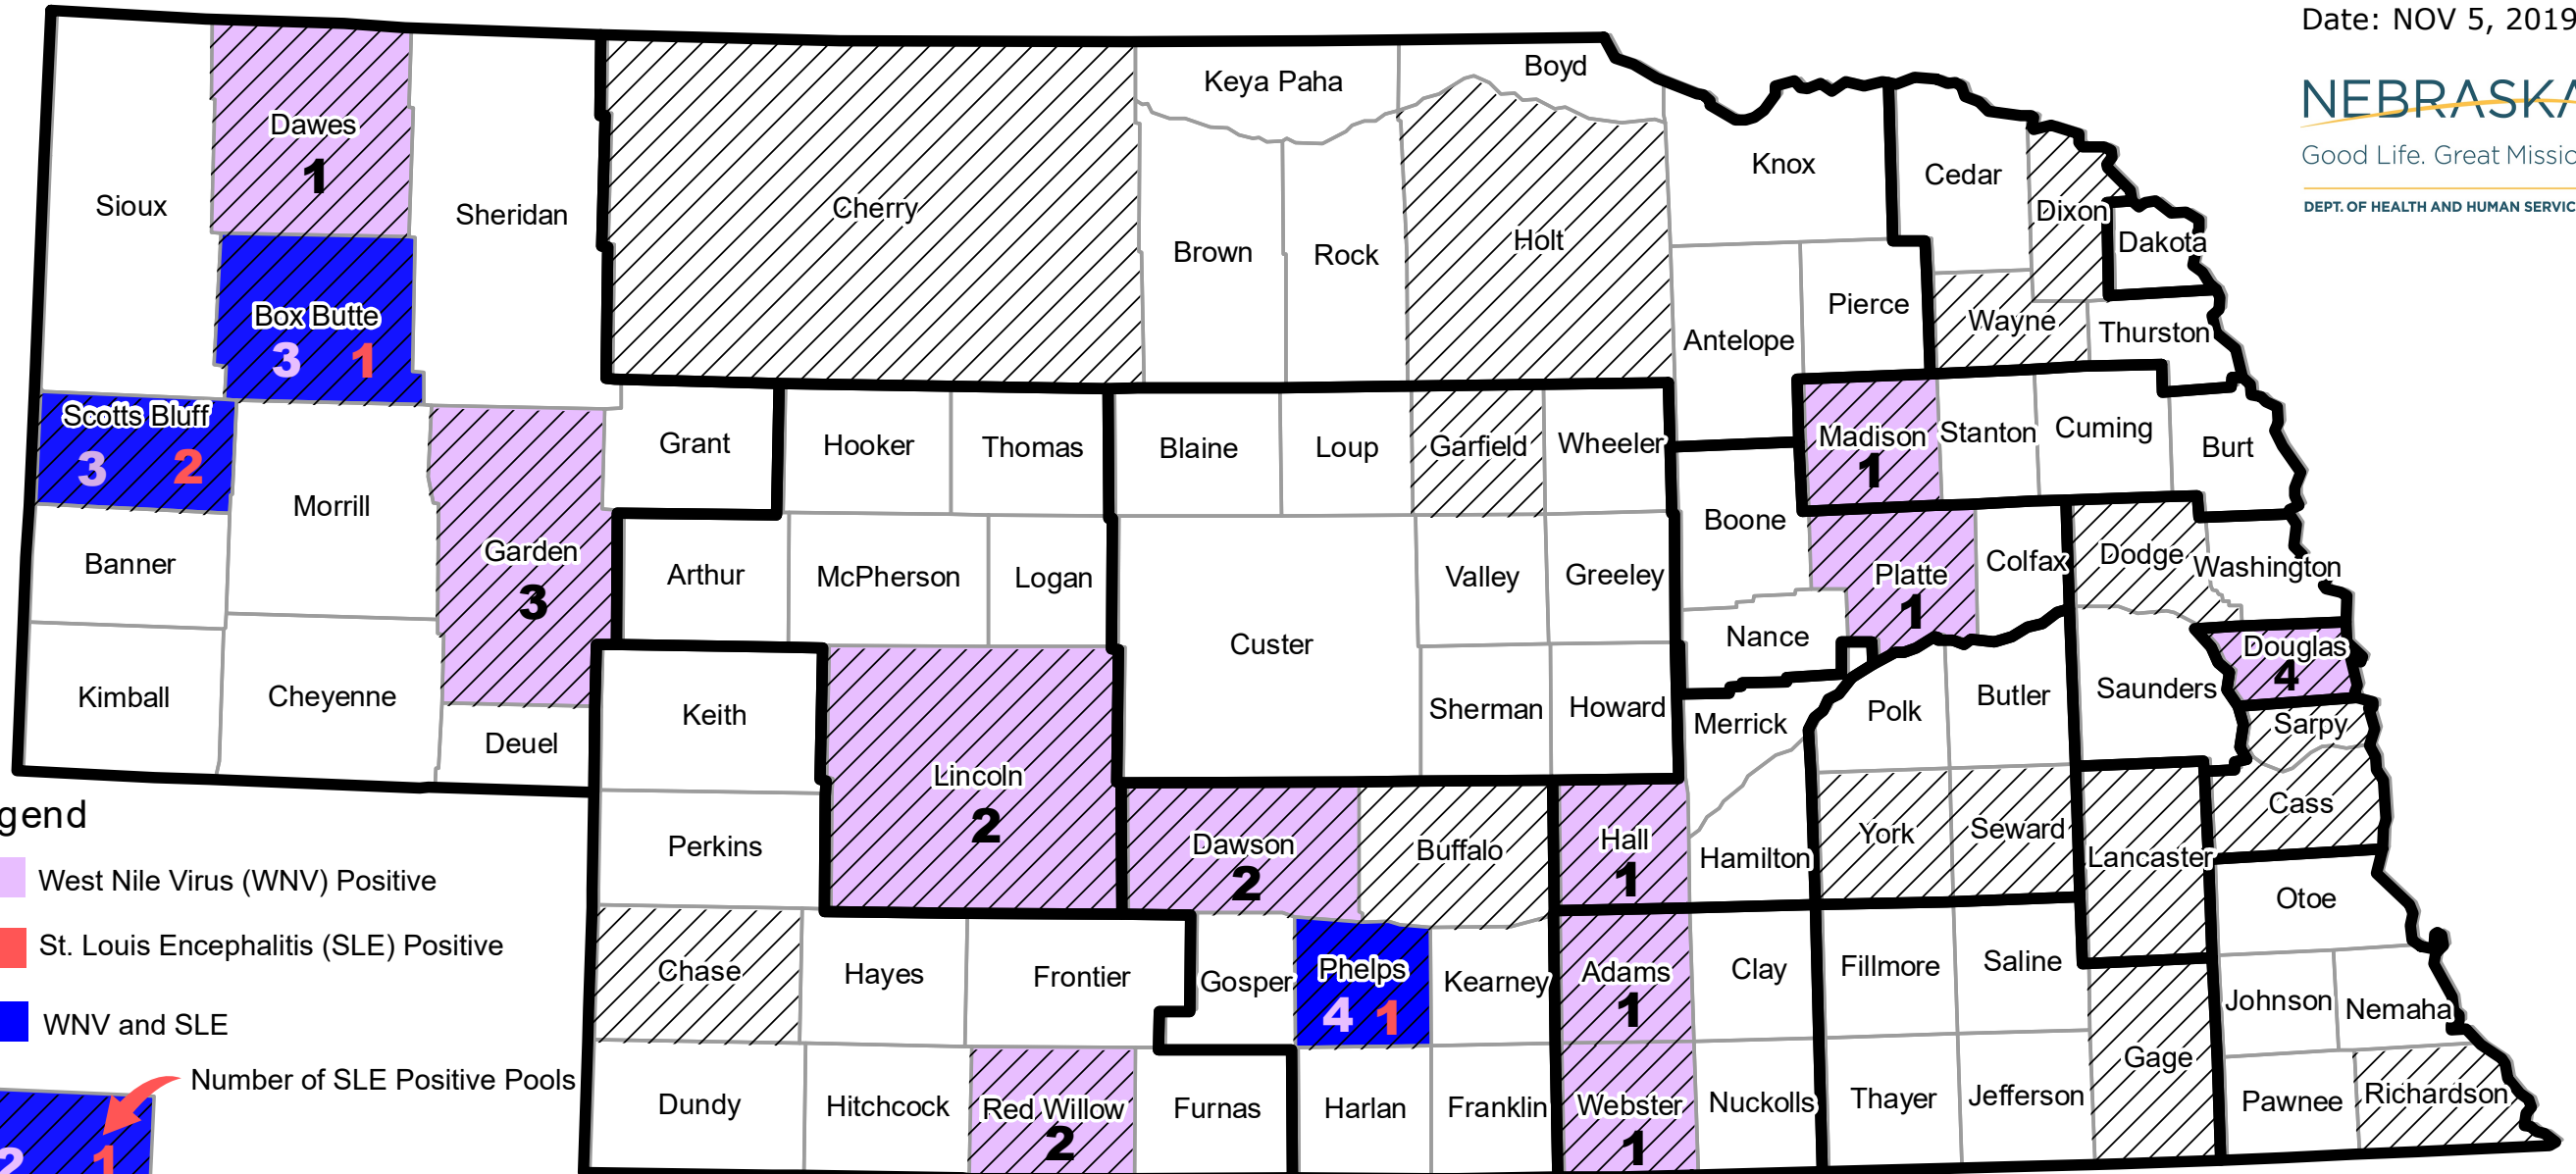 Date: NOV 5, 2019
NEBRASKA
Good Life. Great Missio
DEPT. OF HEALTH AND HUMAN SERVIC
Boyd
Keya Paha
Dawes
1
Knox
Cedar
Sioux
Sheridan
Cherry
Dixon
Holt
Dakota
Brown
Rock
Pierce
Box Butte
3 1
Wayne
Thurston
Antelope
Scotts Bluff
3 2
Grant
Hooker
Thomas
Blaine
Loup
Garfield
Wheeler
Madison
1
Stanton
Cuming
Burt
Morrill
Boone
Garden
3
Banner
Arthur
McPherson
Logan
Valley
Greeley
Platte
1
Colfax
Dodge
Washington
Custer
Nance
Douglas
4
Kimball
Cheyenne
Keith
Sherman
Howard
Merrick
Polk
Butler
Saunders
Sarpy
Deuel
Lincoln
2
Cass
gend
Perkins
Dawson
2
Buffalo
Hall
1
Hamilton
York
Seward
Lancaster
West Nile Virus (WNV) Positive
Otoe
St. Louis Encephalitis (SLE) Positive
Chase
Hayes
Frontier
Gosper
Phelps
4 1
Kearney
Adams
1
Clay
Fillmore
Saline
Johnson
Nemaha
WNV and SLE
Gage
Number of SLE Positive Pools
2 1
Dundy
Hitchcock
Red Willow
2
Furnas
Harlan
Franklin
Webster
1
Nuckolls
Thayer
Jefferson
Pawnee
Richardson